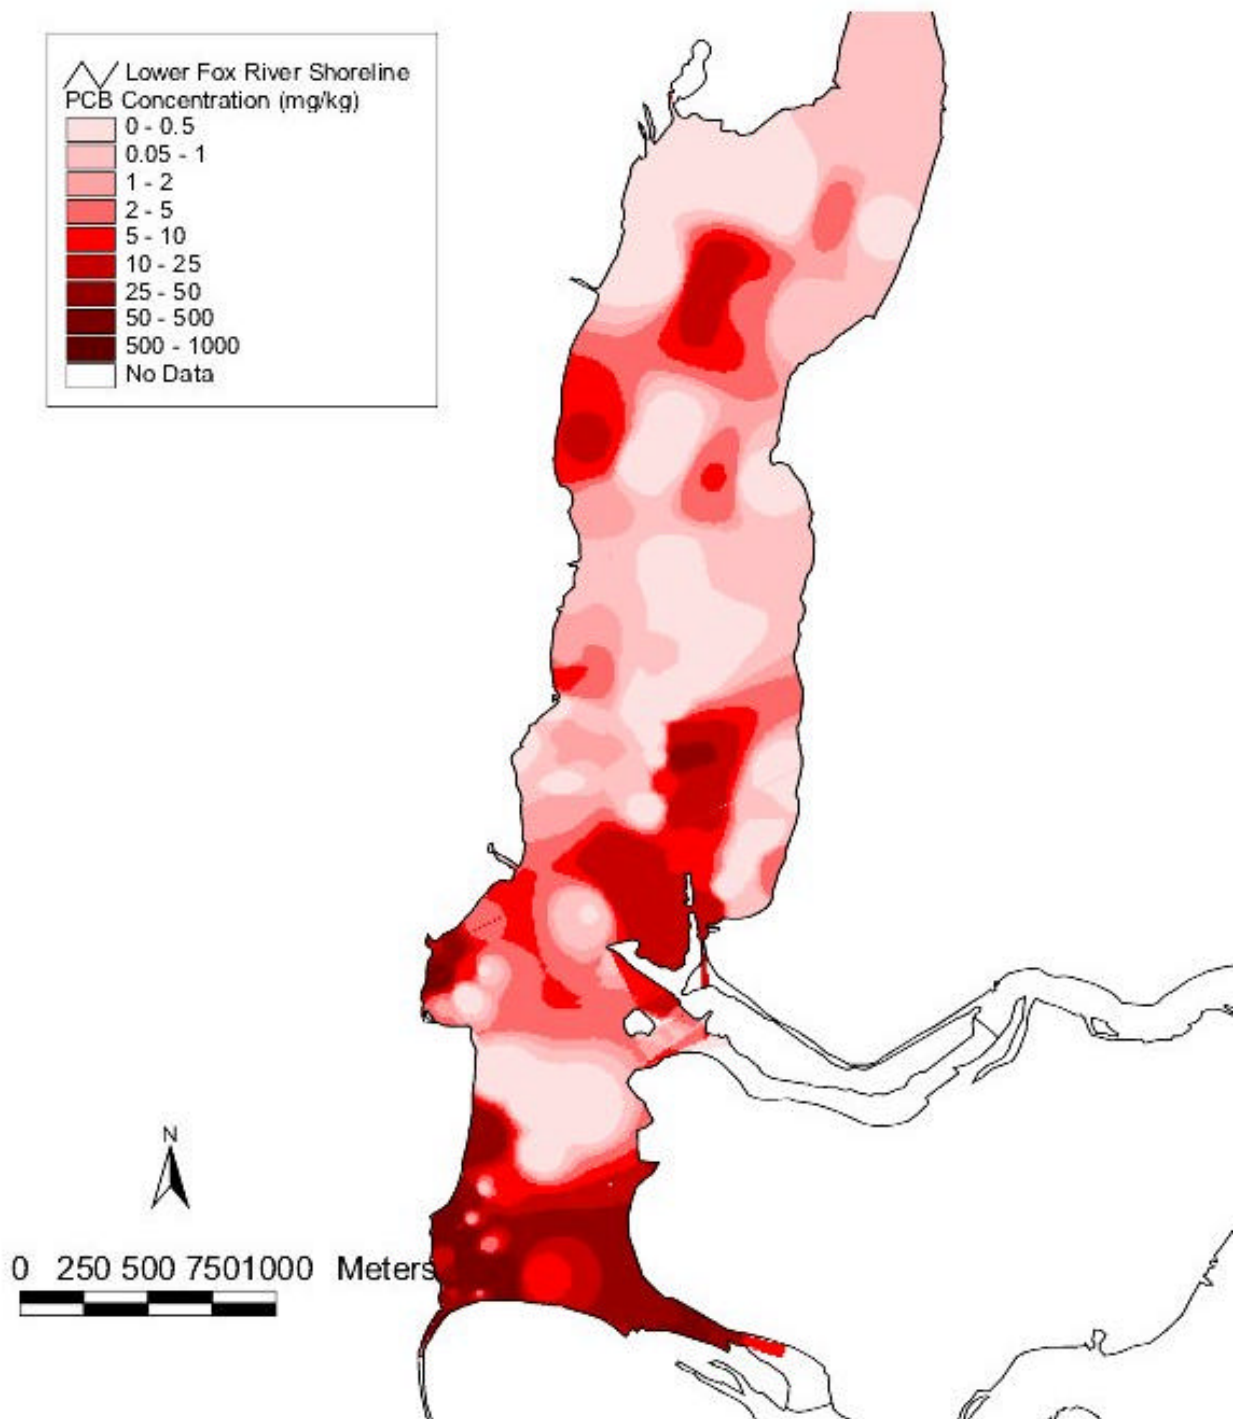 Lower Fox River Shoreline
PCB Concentration (mg/kg)
0 - 0.5
0.05 - 1
1 - 2
2 - 5
5 - 10
10 - 25
25 - 50
50 - 500
500 - 1000
No Data
N
0 250 500 7501000 Meters